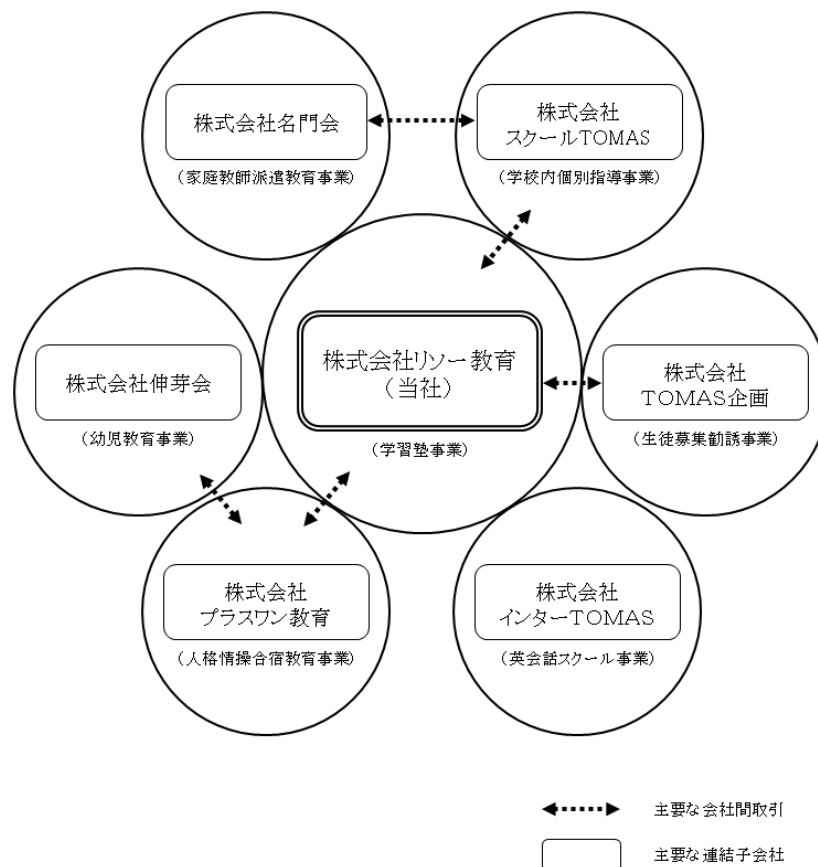 株式会社名門会
(家庭教師派遣教育事業)
株式会社
スクールTOMAS
(学校内個別指導事業)
株式会社伸芽会
(幼児教育事業)
株式会社リソー教育
(当社)
(学習塾事業)
株式会社
TOMAS企画
(生徒募集勧誘事業)
株式会社
プラスワン教育
(人格情操合宿教育事業)
株式会社
インターTOMAS
(英会話スクール事業)
主要な会社間取引
主要な連結子会社